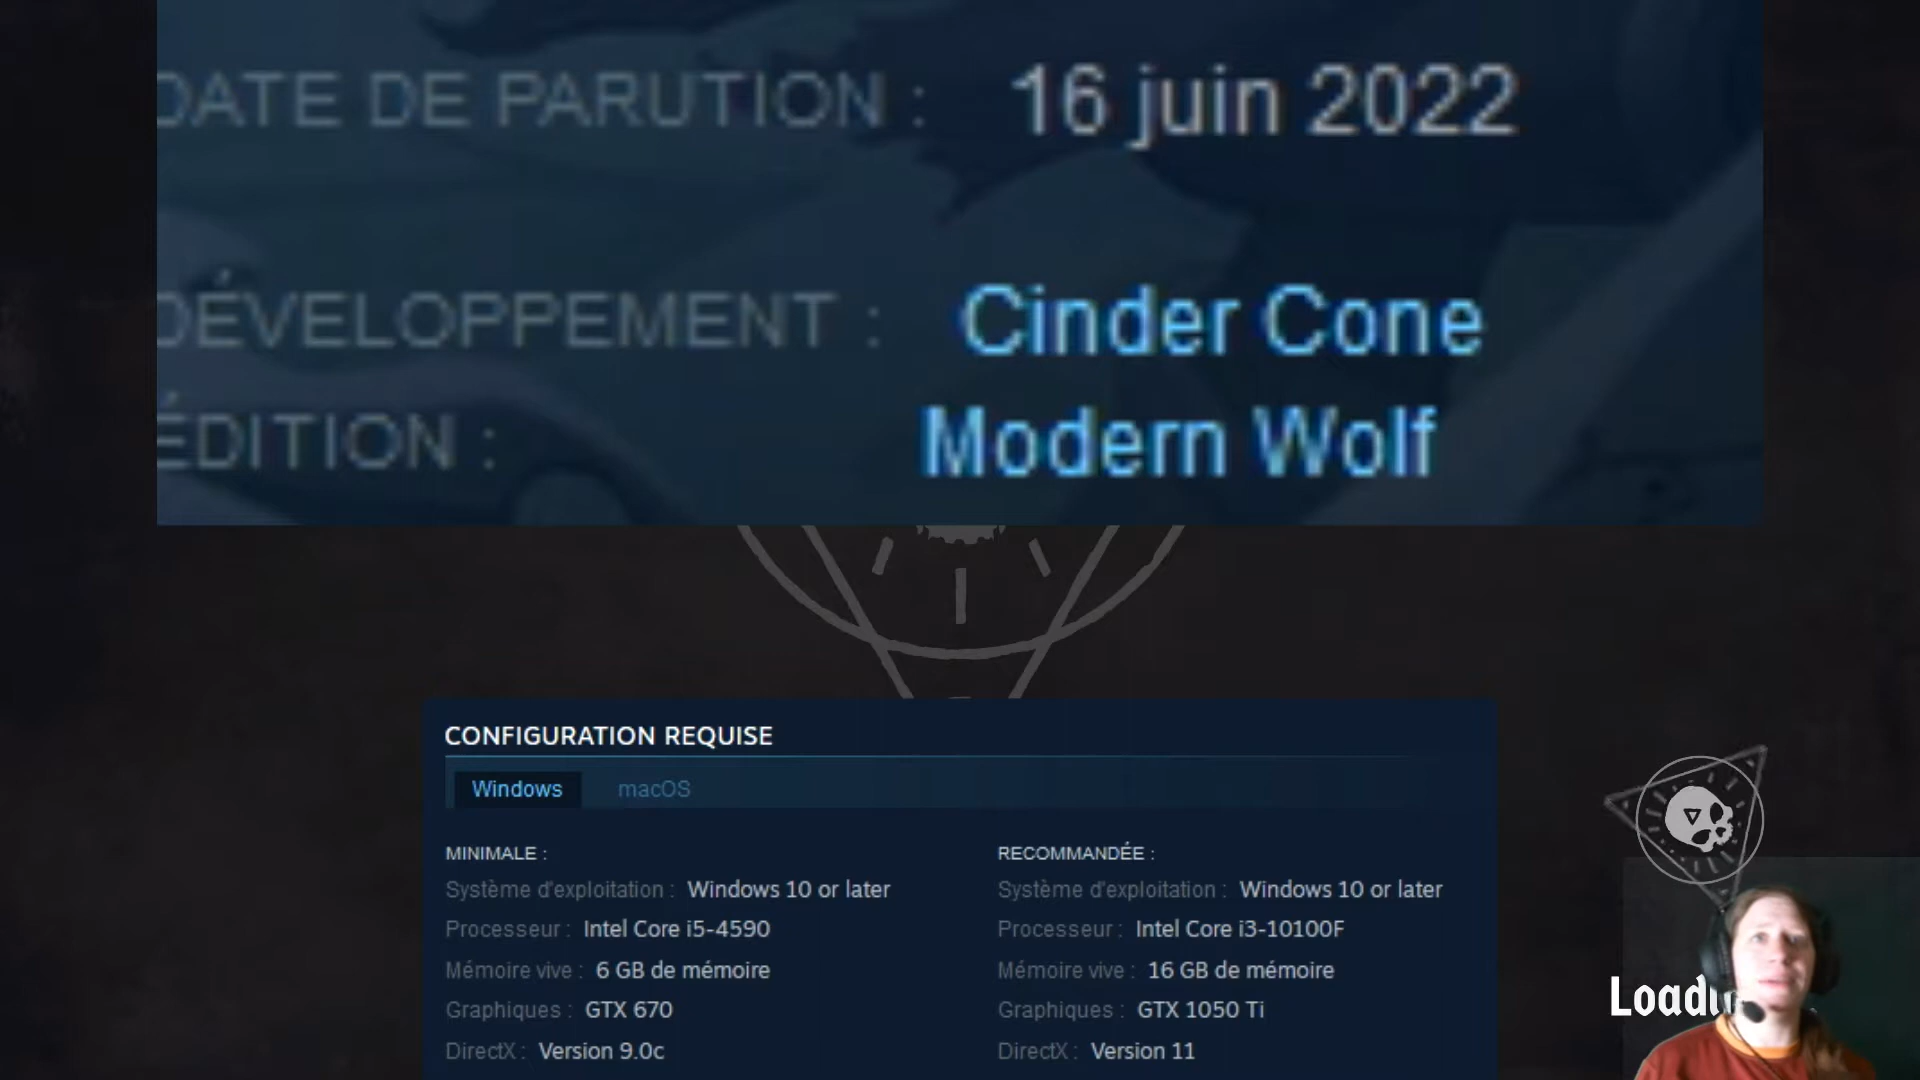 DATE DE PARUTION : 16 juin 2022
DÉVELOPPEMENT : Cinder Cone
ÉDITION : Modern Wolf
CONFIGURATION REQUISE
Windows macOS
MINIMALE :
Système d'exploitation : Windows 10 or later
Processeur : Intel Core i5-4590
Mémoire vive : 6 GB de mémoire
Graphiques : GTX 670
DirectX : Version 9.0c
RECOMMANDÉE :
Système d'exploitation : Windows 10 or later
Processeur : Intel Core i3-10100F
Mémoire vive : 16 GB de mémoire
Graphiques : GTX 1050 Ti
DirectX : Version 11
Loadi